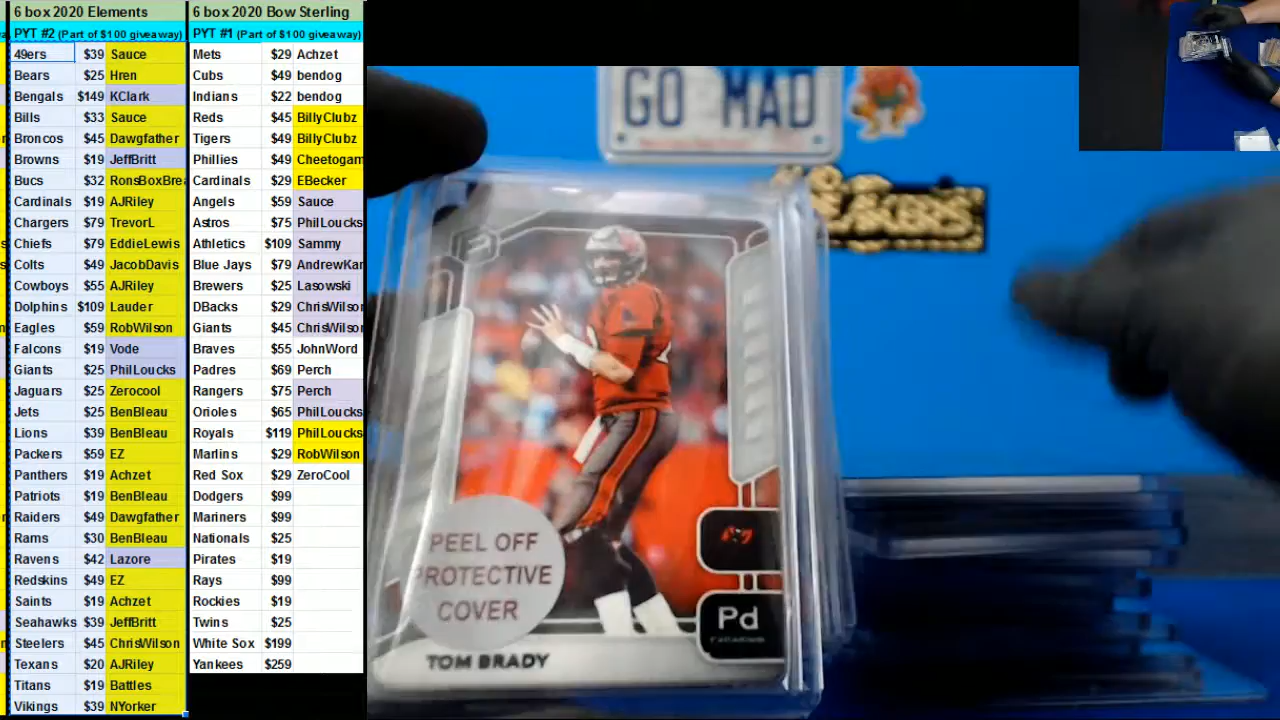 6 box 2020 Elements 6 box 2020 Bow Sterling
PYT #2 (Part of $100 giveaway) PYT #1 (Part of $100 giveaway)
49ers $39 Sauce Mets $29 Achzet
Bears $25 Hren Cubs $49 bendog
Bengals $149 KClark Indians $22 bendog
Bills $33 Sauce Reds $45 BillyClubz
Broncos $45 Dawgfather Tigers $49 BillyClubz
Browns $19 JeffBritt Phillies $49 Cheetogam
Bucs $32 RonsBoxBrea Cardinals $29 EBecker
Cardinals $19 AJRiley Angels $59 Sauce
Chargers $79 TrevorL Astros $75 PhilLoucks
Chiefs $79 EddieLewis Athletics $109 Sammy
Colts $49 JacobDavis Blue Jays $79 AndrewKar
Cowboys $55 AJRiley Brewers $25 Lasowski
Dolphins $109 Lauder DBacks $29 ChrisWilson
Eagles $59 RobWilson Giants $45 ChrisWilson
Falcons $19 Vode Braves $55 JohnWord
Giants $25 PhilLoucks Padres $69 Perch
Jaguars $25 Zerocool Rangers $75 Perch
Jets $25 BenBleau Orioles $65 PhilLoucks
Lions $39 BenBleau Royals $119 PhilLoucks
Packers $59 EZ Marlins $29 RobWilson
Panthers $19 Achzet Red Sox $29 ZeroCool
Patriots $19 BenBleau Dodgers $99
Raiders $49 Dawgfather Mariners $99
Rams $30 BenBleau Nationals $25
Ravens $42 Lazore Pirates $19
Redskins $49 EZ Rays $99
Saints $19 Achzet Rockies $19
Seahawks $39 JeffBritt Twins $25
Steelers $45 ChrisWilson White Sox $199
Texans $20 AJRiley Yankees $259
Titans $19 Battles
Vikings $39 NYorker
GO MAD
PEEL OFF
PROTECTIVE
COVER
Pd
TOM BRADY